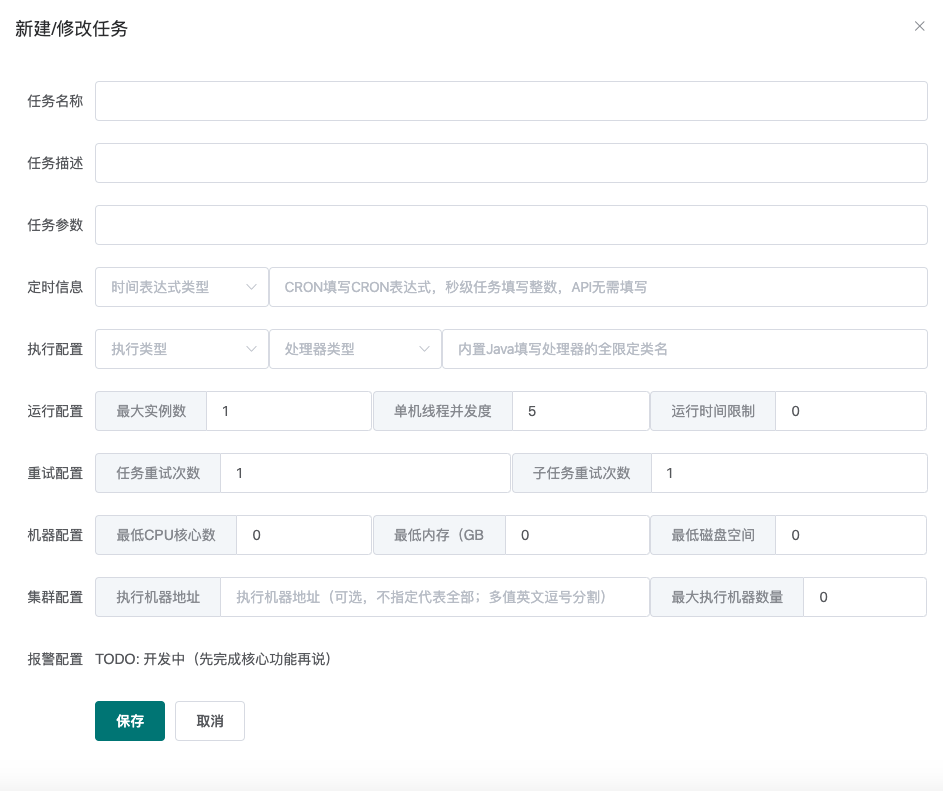 新建/修改任务
任务名称
任务描述
任务参数
定时信息 时间表达式类型 CRON填写CRON表达式，秒级任务填写整数，API无需填写
执行配置 执行类型 处理器类型 内置Java填写处理器的全限定类名
运行配置 最大实例数 1 单机线程并发度 5 运行时间限制 0
重试配置 任务重试次数 1 子任务重试次数 1
机器配置 最低CPU核心数 0 最低内存（GB 0 最低磁盘空间 0
集群配置 执行机器地址 执行机器地址（可选，不指定代表全部；多值英文逗号分割） 最大执行机器数量 0
报警配置 TODO: 开发中（先完成核心功能再说）
保存 取消